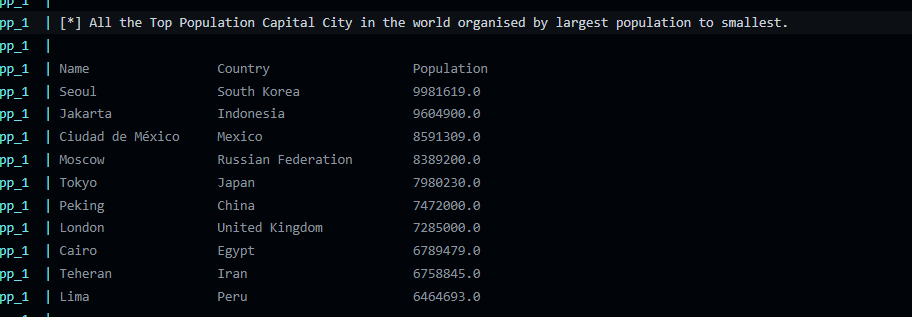 pp_1 |
pp_1 | [*] All the Top Population Capital City in the world organised by largest population to smallest.
pp_1 |
pp_1 | Name Country Population
pp_1 | Seoul South Korea 9981619.0
pp_1 | Jakarta Indonesia 9604900.0
pp_1 | Ciudad de México Mexico 8591309.0
pp_1 | Moscow Russian Federation 8389200.0
pp_1 | Tokyo Japan 7980230.0
pp_1 | Peking China 7472000.0
pp_1 | London United Kingdom 7285000.0
pp_1 | Cairo Egypt 6789479.0
pp_1 | Teheran Iran 6758845.0
pp_1 | Lima Peru 6464693.0